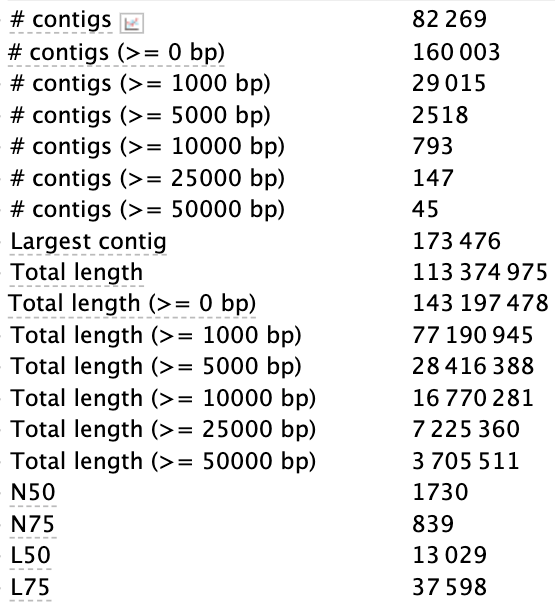 # contigs 82 269
# contigs (>= 0 bp) 160 003
# contigs (>= 1000 bp) 29 015
# contigs (>= 5000 bp) 2518
# contigs (>= 10000 bp) 793
# contigs (>= 25000 bp) 147
# contigs (>= 50000 bp) 45
Largest contig 173 476
Total length 113 374 975
Total length (>= 0 bp) 143 197 478
Total length (>= 1000 bp) 77 190 945
Total length (>= 5000 bp) 28 416 388
Total length (>= 10000 bp) 16 770 281
Total length (>= 25000 bp) 7 225 360
Total length (>= 50000 bp) 3 705 511
N50 1730
N75 839
L50 13 029
L75 37 598